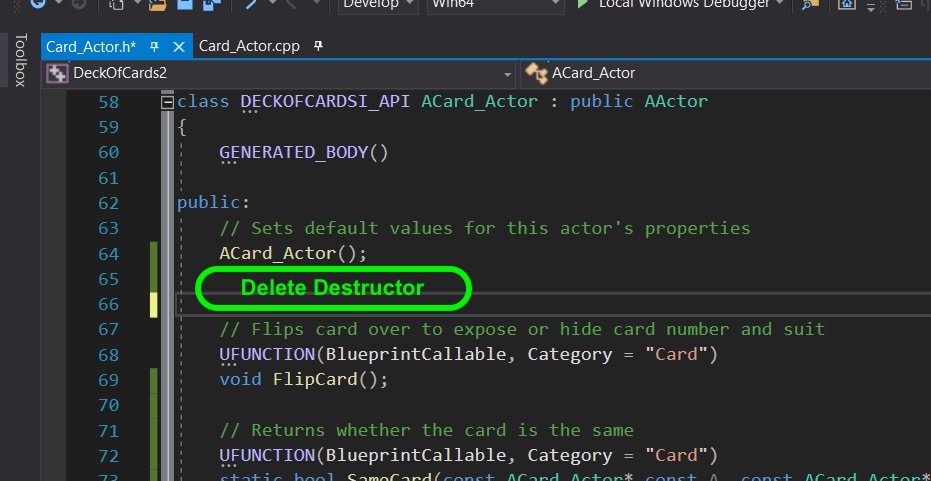 Develop
Win64
Local Windows Debugger
Toolbox
Card_Actor.h*
Card_Actor.cpp
DeckOfCards2
ACard_Actor
58 class DECKOFCARDSI_API ACard_Actor : public AActor
59 {
60 GENERATED_BODY()
61
62 public:
63 // Sets default values for this actor's properties
64 ACard_Actor();
65 Delete Destructor
66
67 // Flips card over to expose or hide card number and suit
68 UFUNCTION(BlueprintCallable, Category = "Card")
69 void FlipCard();
70
71 // Returns whether the card is the same
72 UFUNCTION(BlueprintCallable, Category = "Card")
73 static bool SameCard(const ACard_Actor* const A, const ACard_Actor*